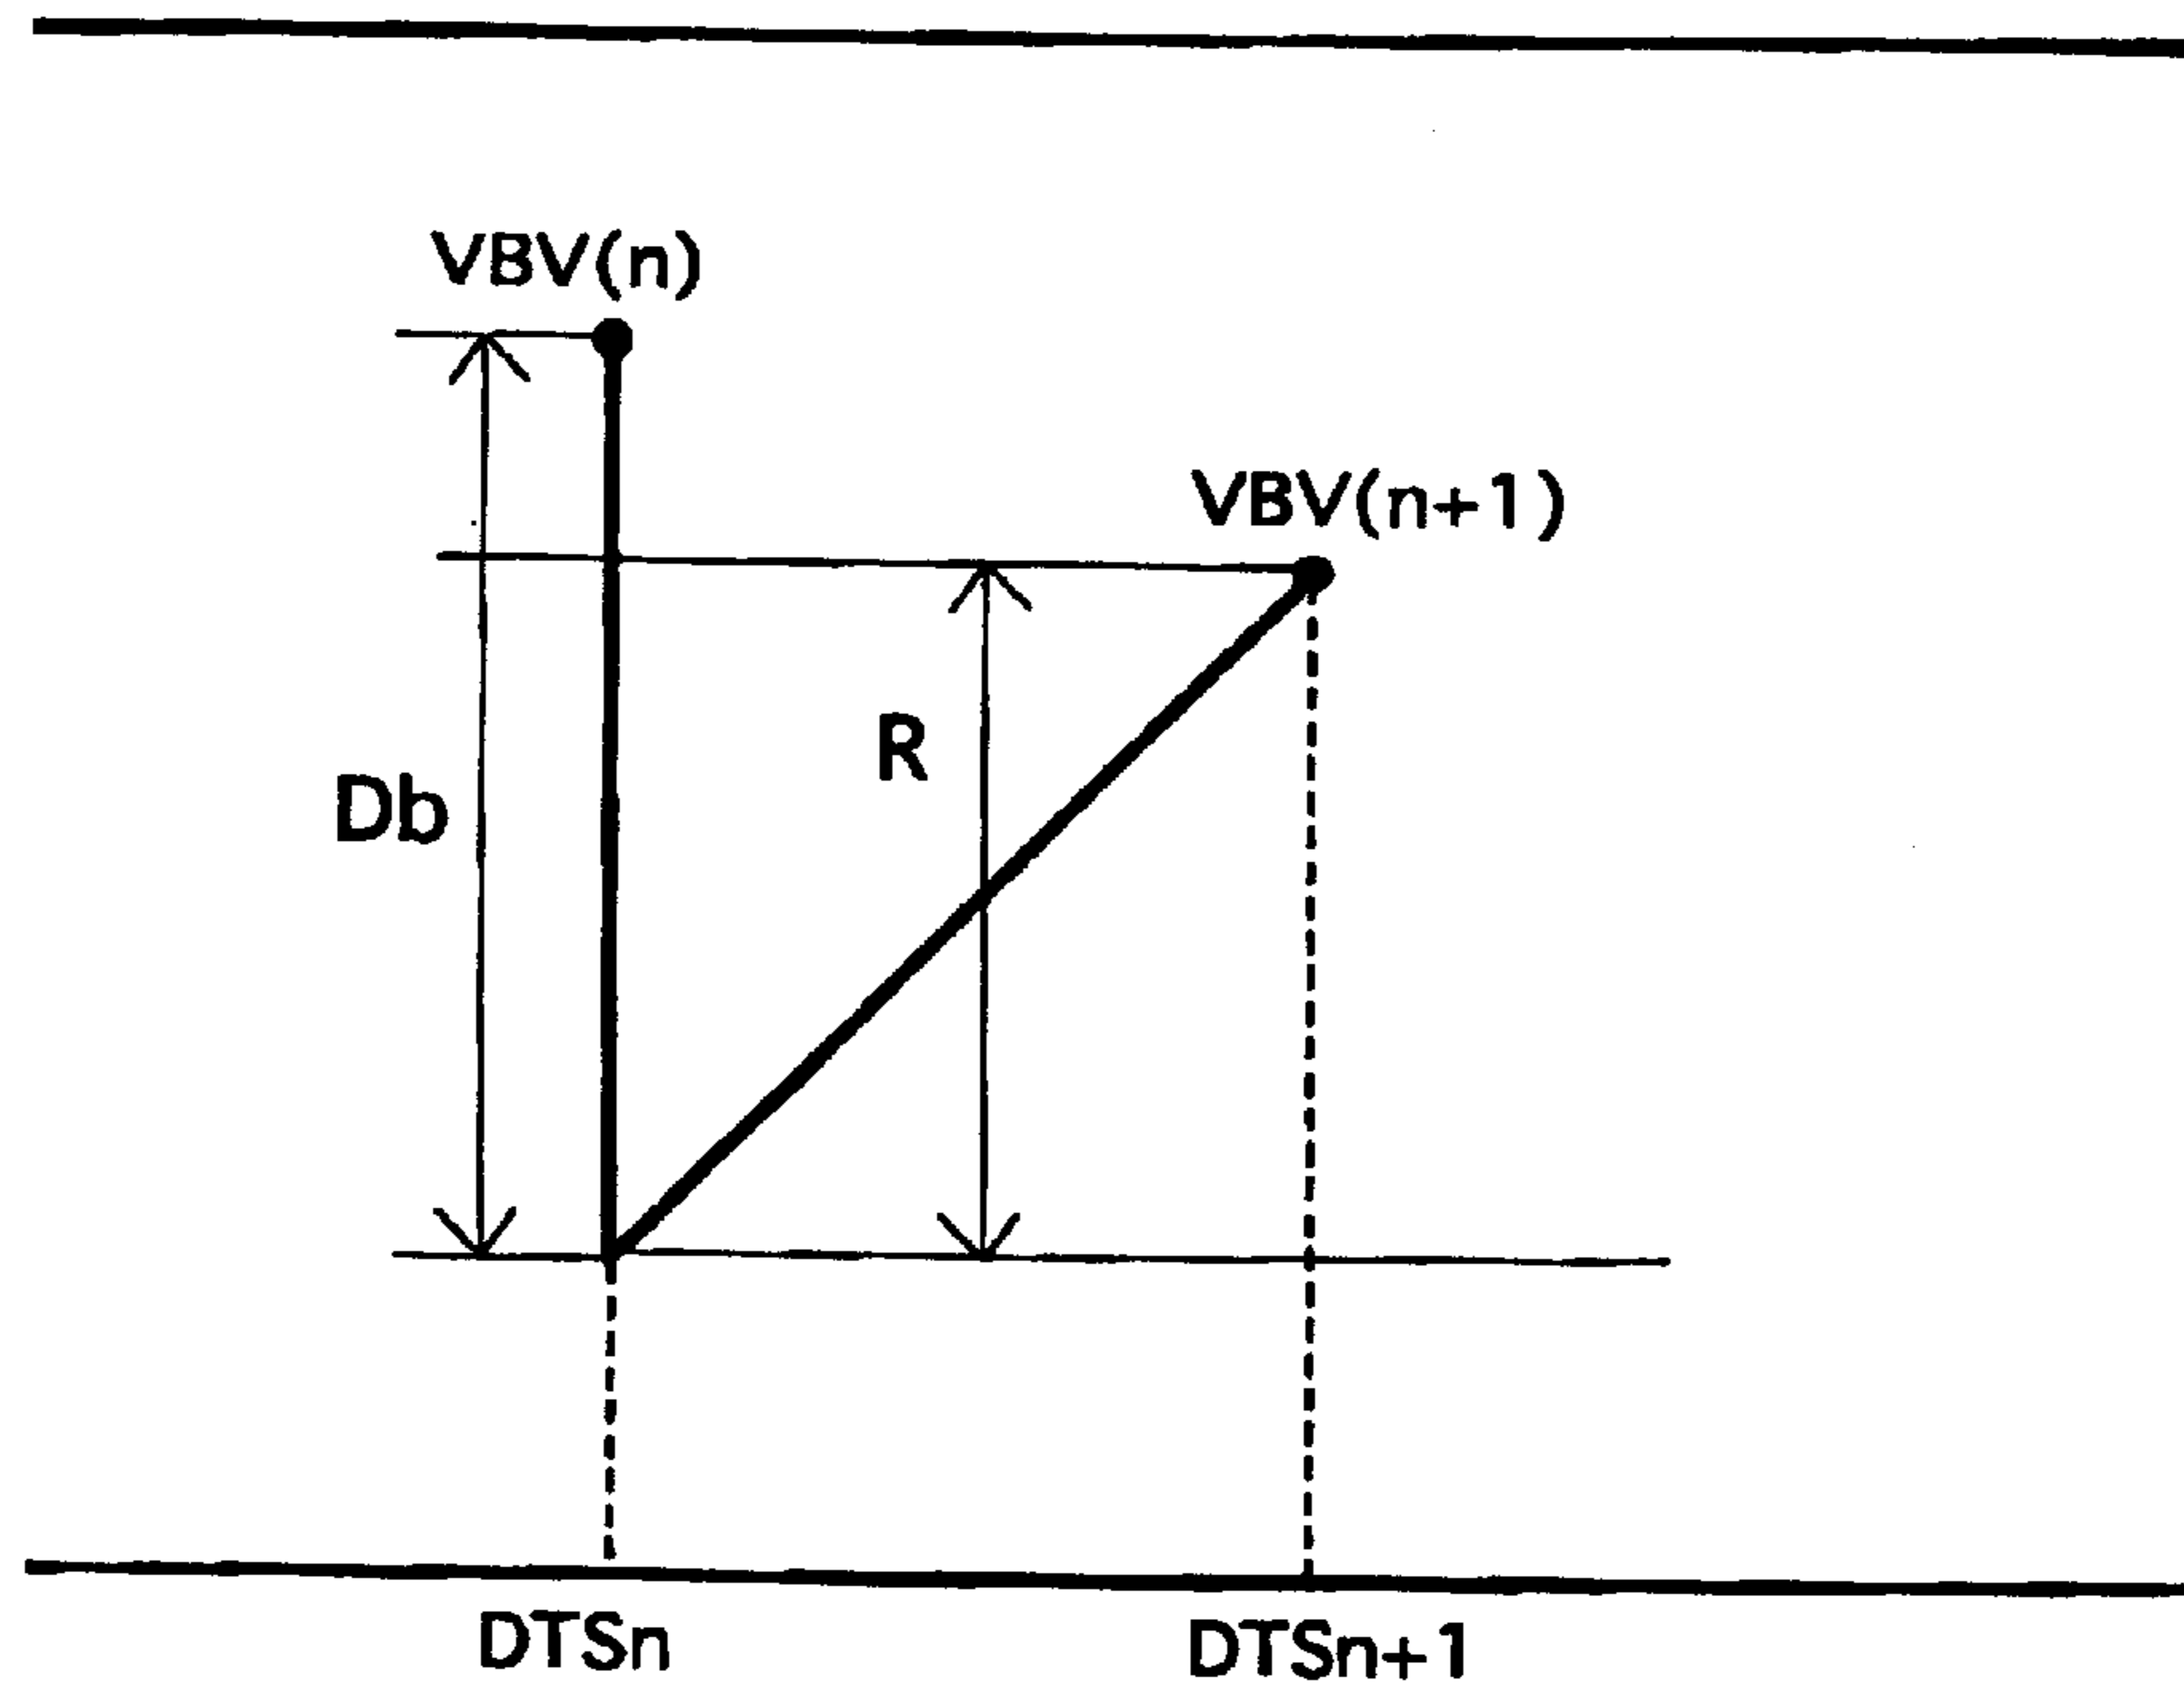 VBV(n)
VBV(n+1)
R
Db
DTSn
DTSn+1